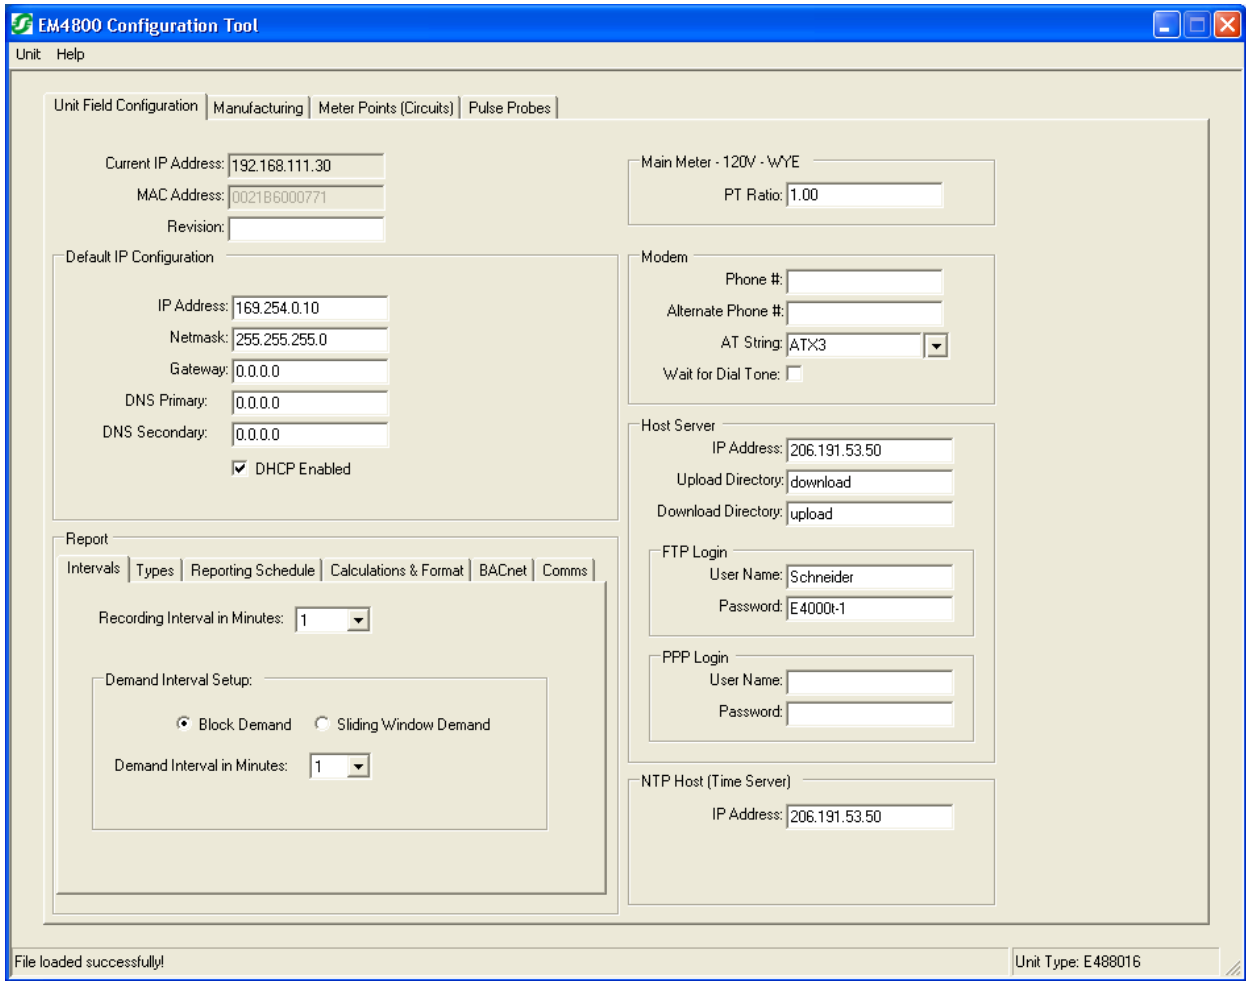 EM4800 Configuration Tool
Unit Help
Unit Field Configuration Manufacturing Meter Points (Circuits) Pulse Probes
Current IP Address: 192.168.111.30
MAC Address: 0021B6000771
Revision:
Default IP Configuration
IP Address: 169.254.0.10
Netmask: 255.255.255.0
Gateway: 0.0.0.0
DNS Primary: 0.0.0.0
DNS Secondary: 0.0.0.0
DHCP Enabled
Report
Intervals Types Reporting Schedule Calculations & Format BACnet Comms
Recording Interval in Minutes: 1
Demand Interval Setup:
Block Demand Sliding Window Demand
Demand Interval in Minutes: 1
Main Meter - 120V - WYE
PT Ratio: 1.00
Modem
Phone #:
Alternate Phone #:
AT String: ATX3
Wait for Dial Tone:
Host Server
IP Address: 206.191.53.50
Upload Directory: download
Download Directory: upload
FTP Login
User Name: Schneider
Password: E4000t-1
PPP Login
User Name:
Password:
NTP Host (Time Server)
IP Address: 206.191.53.50
File loaded successfully!
Unit Type: E488016